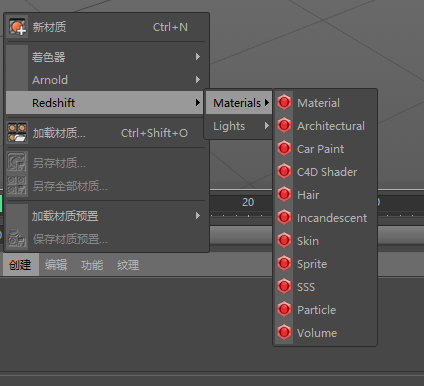 新材质 Ctrl+N
着色器
Arnold
Redshift
加载材质... Ctrl+Shift+O
另存材质...
另存全部材质...
加载材质预置
保存材质预置...
Materials
Lights
Material
Architectural
Car Paint
C4D Shader
Hair
Incandescent
Skin
Sprite
SSS
Particle
Volume
20
创建 编辑 功能 纹理